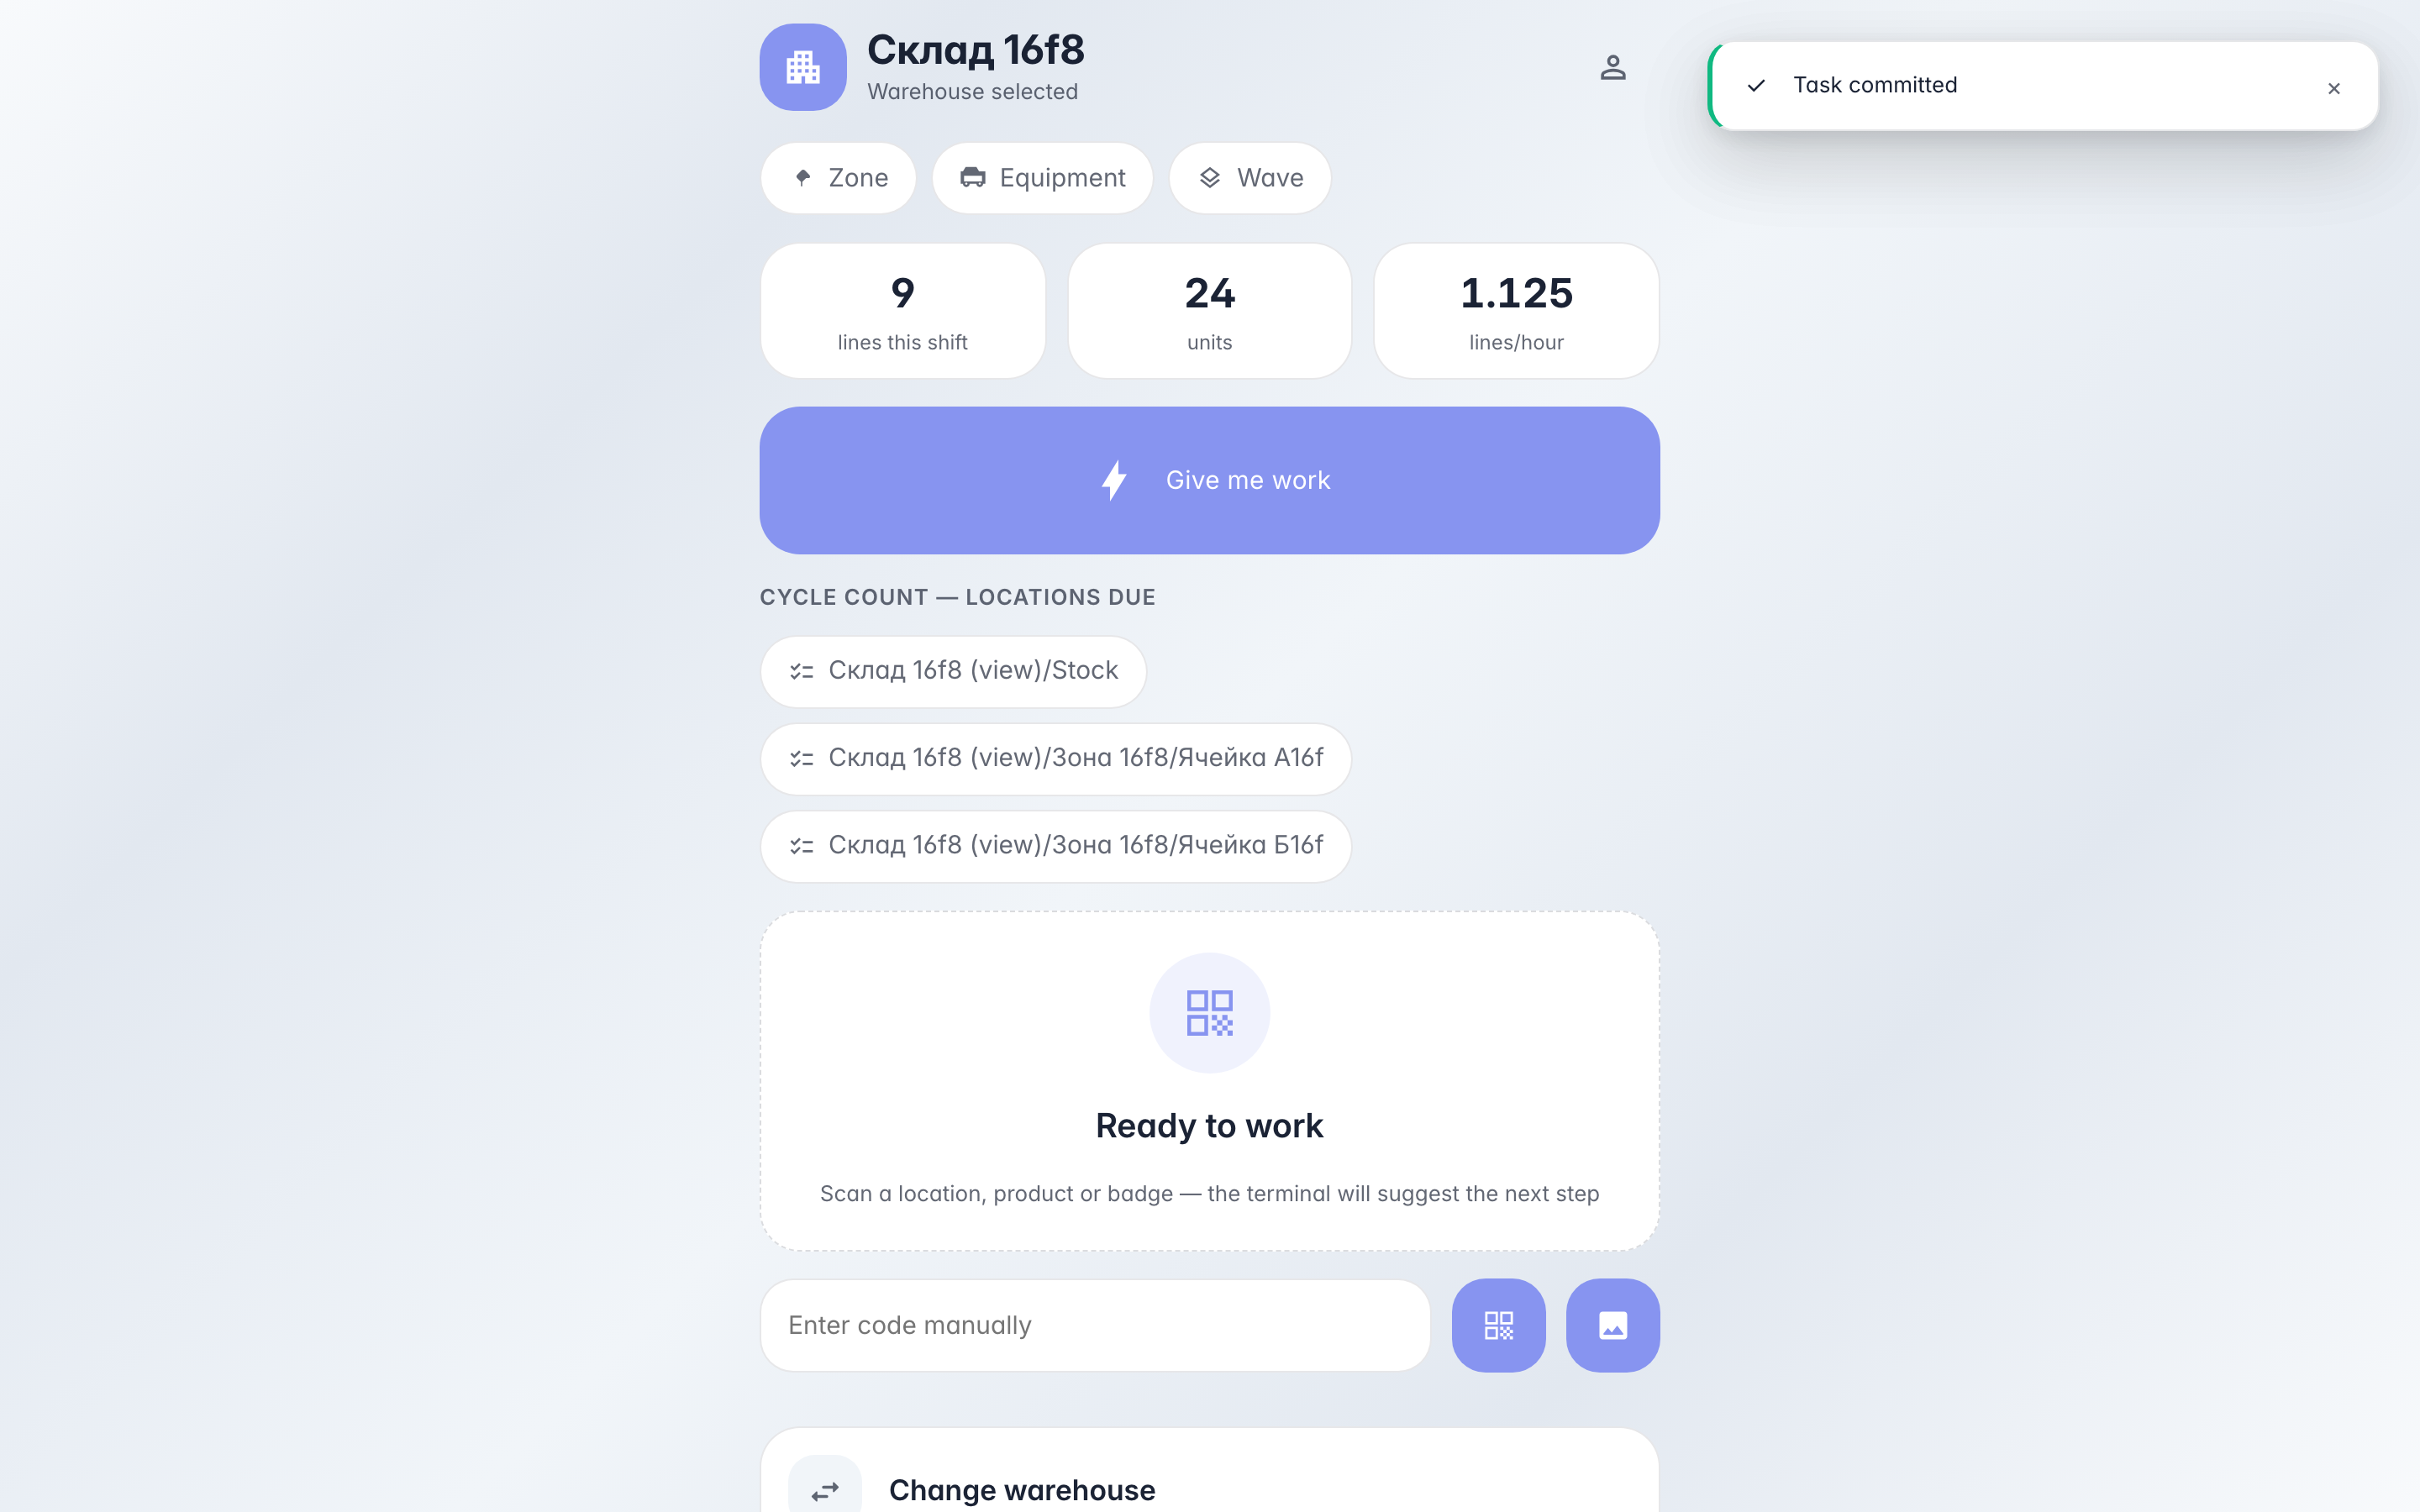 Склад 16f8
Warehouse selected
Task committed
Zone
Equipment
Wave
9
lines this shift
24
units
1.125
lines/hour
Give me work
CYCLE COUNT — LOCATIONS DUE
Склад 16f8 (view)/Stock
Склад 16f8 (view)/Зона 16f8/Ячейка А16f
Склад 16f8 (view)/Зона 16f8/Ячейка Б16f
Ready to work
Scan a location, product or badge — the terminal will suggest the next step
Enter code manually
Change warehouse